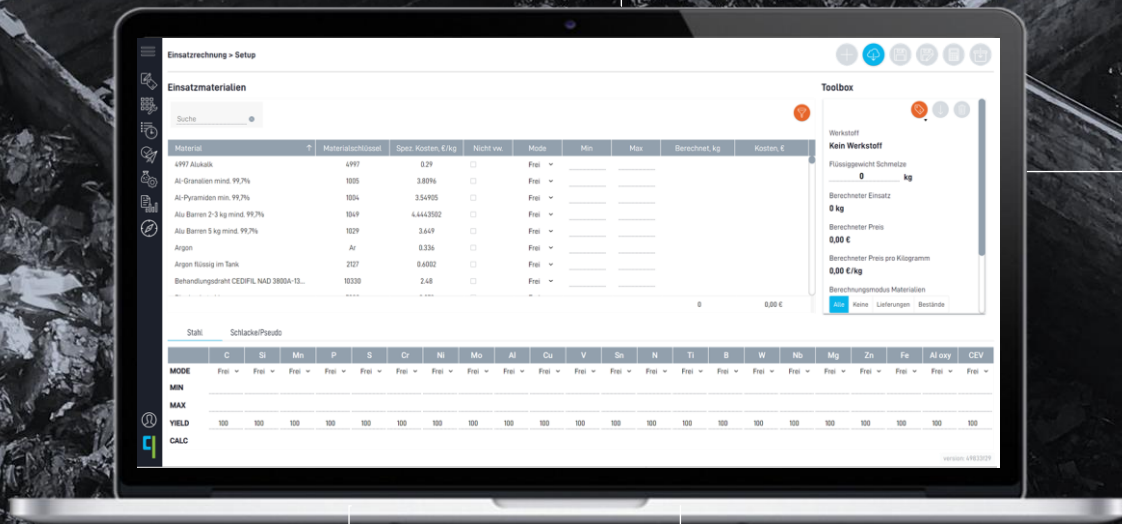 Einsatzrechnung > Setup
Einsatzmaterialien
Toolbox
Suche
Material Materialschlüssel Spez. Kosten, €/kg Nicht vw. Mode Min Max Berechnet, kg Kosten, €
4997 Alukalk 4997 0.29 Frei
Al-Granalien mind. 99,7% 1005 3.8096 Frei
Al-Pyramiden min. 99,7% 1004 3.54905 Frei
Alu Barren 2-3 kg mind. 99,7% 1049 4.4443502 Frei
Alu Barren 5 kg mind. 99,7% 1029 3.649 Frei
Argon Ar 0.336 Frei
Argon flüssig im Tank 2127 0.6002 Frei
Behandlungsdraht CEDIFIL NAD 3800A-13... 10330 2.48 Frei
0 0,00 €
Werkstoff
Kein Werkstoff
Flüssiggewicht Schmelze
0 kg
Berechneter Einsatz
0 kg
Berechneter Preis
0,00 €
Berechneter Preis pro Kilogramm
0,00 €/kg
Berechnungsmodus Materialien
Alle Keine Lieferungen Bestände
Stahl Schlacke/Pseudo
C Si Mn P S Cr Ni Mo Al Cu V Sn N Ti B W Nb Mg Zn Fe Al oxy CEV
MODE Frei Frei Frei Frei Frei Frei Frei Frei Frei Frei Frei Frei Frei Frei Frei Frei Frei Frei Frei Frei Frei Frei
MIN
MAX
YIELD 100 100 100 100 100 100 100 100 100 100 100 100 100 100 100 100 100 100 100 100 100 100
CALC
version: